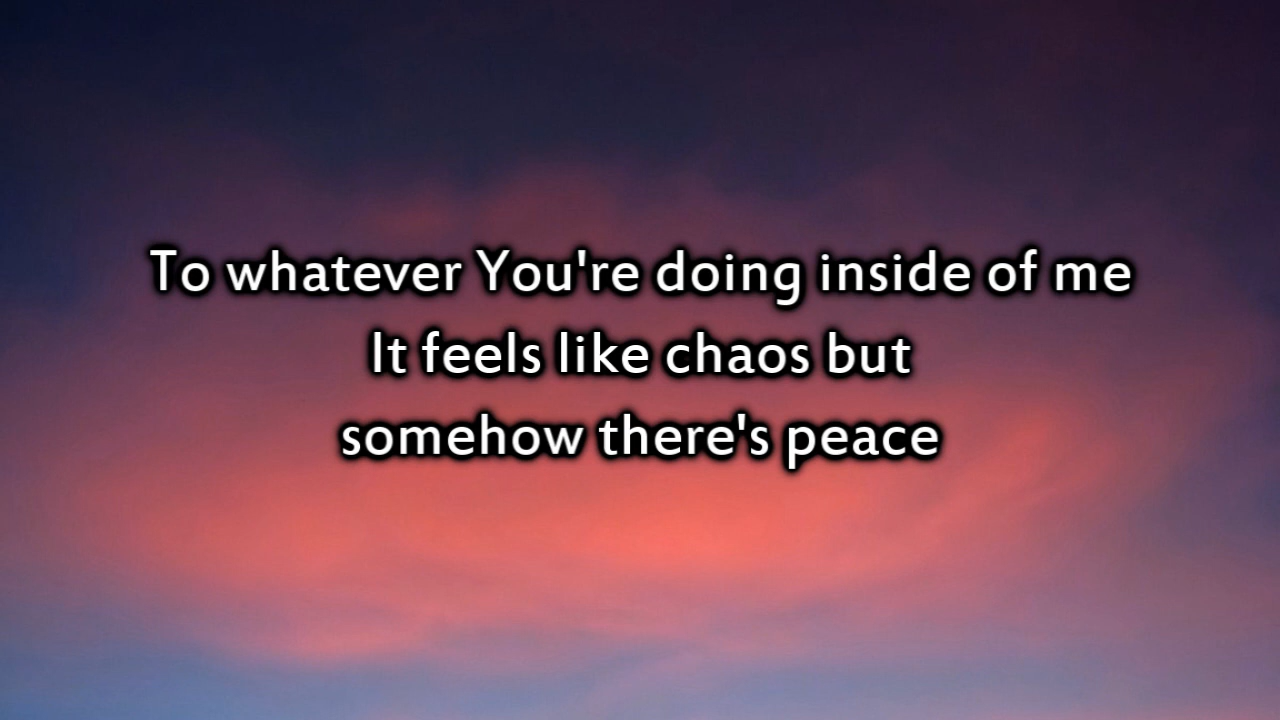 To whatever You're doing inside of me
It feels like chaos but
somehow there's peace